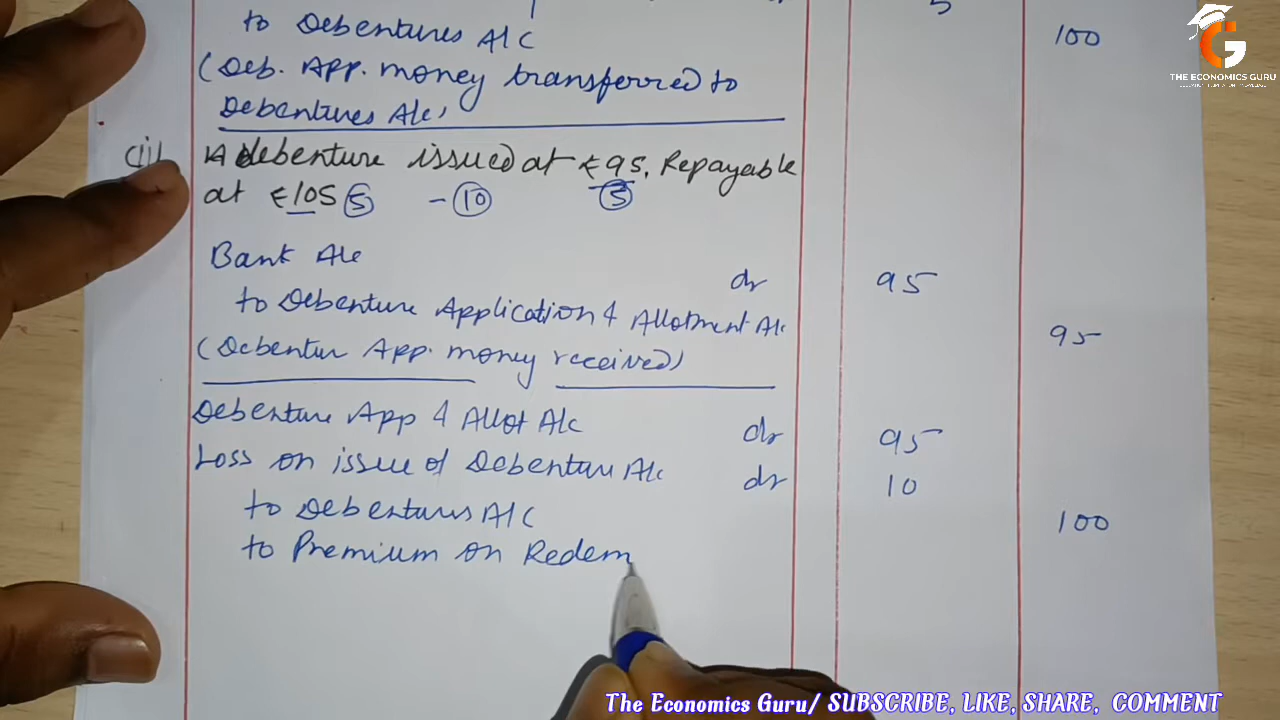 to Debentures A/c 100
(Deb. App. money transferred to
Debentures A/c)
(ii) A debenture issued at ₹95, Repayable
at ₹105 5 - 10 5
Bank A/c dr 95
to Debenture Application & Allotment A/c 95
(Debentur App. money received)
Debenture App & Allot A/c dr 95
Loss on issue of Debenture A/c dr 10
to Debentures A/c 100
to Premium on Redem
THE ECONOMICS GURU
The Economics Guru/ SUBSCRIBE, LIKE, SHARE, COMMENT